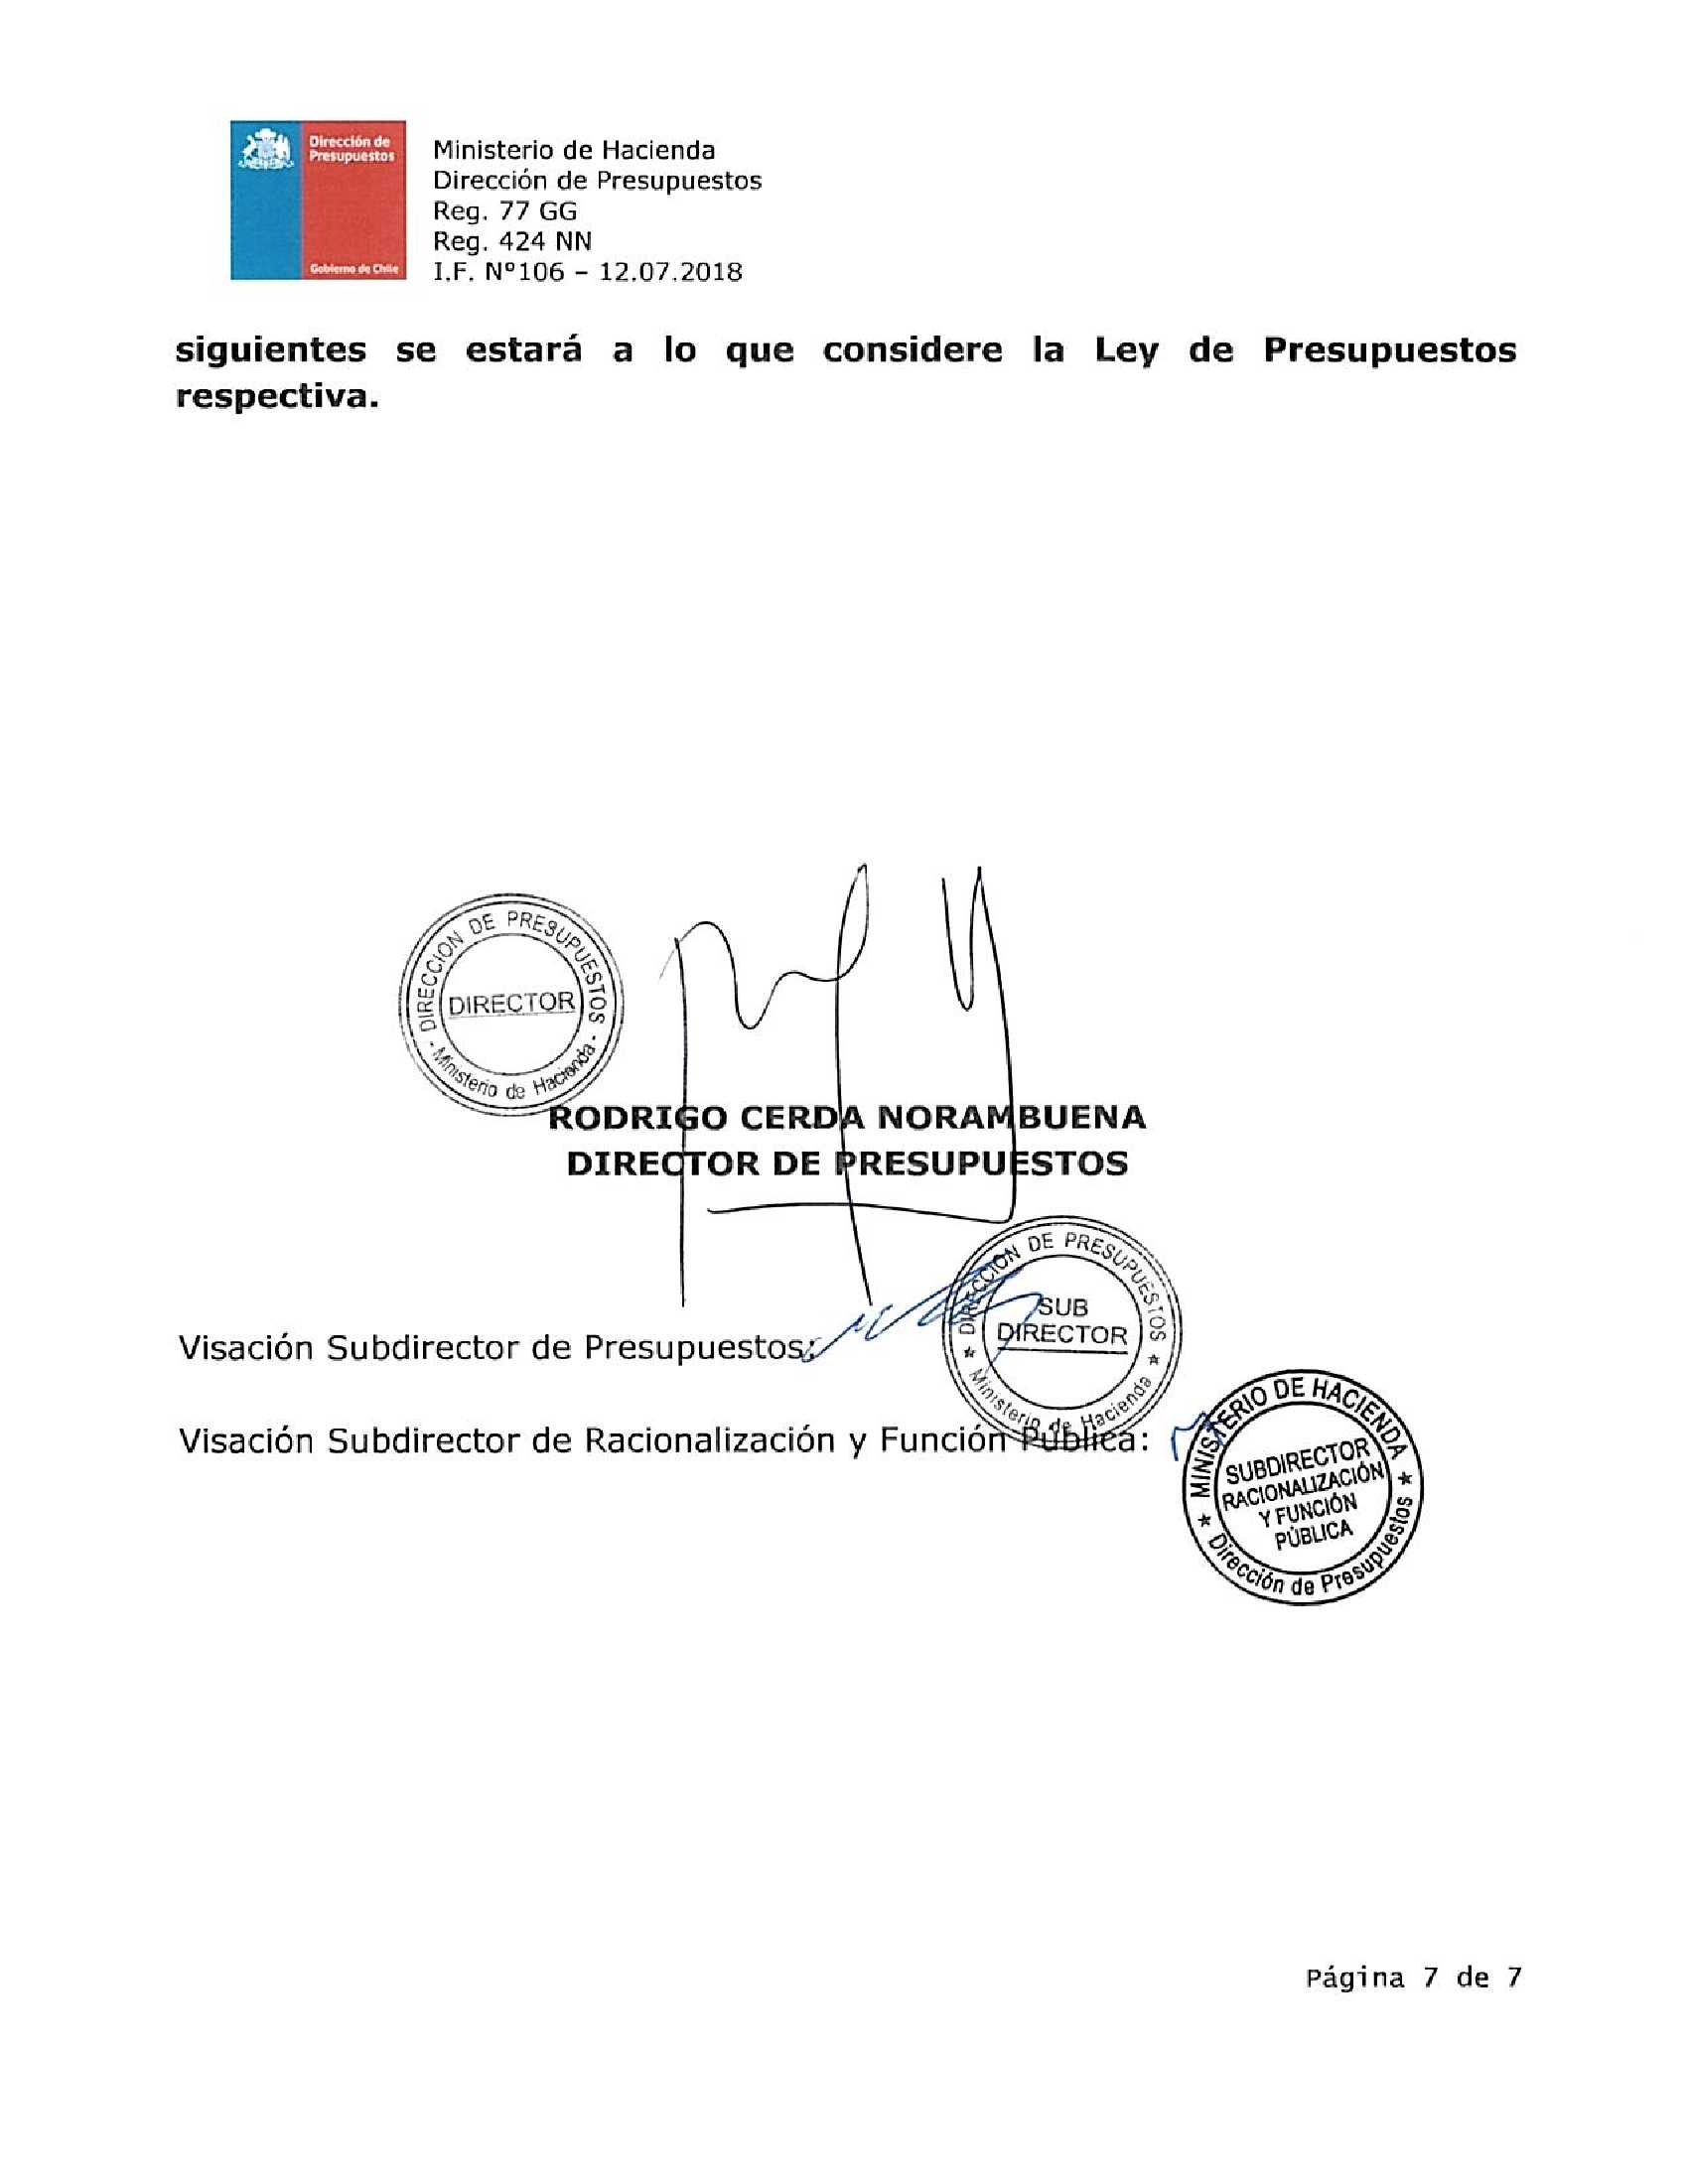 Dirección de
Presupuestos
Gobierno de Chile
Ministerio de Hacienda
Dirección de Presupuestos
Reg. 77 GG
Reg. 424 NN
I.F. Nº106 – 12.07.2018
siguientes se estará a lo que considere la Ley de Presupuestos
respectiva.
DIRECCION DE PRESUPUESTOS
DIRECTOR
- Ministerio de Hacienda -
RODRIGO CERDA NORAMBUENA
DIRECTOR DE PRESUPUESTOS
DIRECCION DE PRESUPUESTOS
SUB
DIRECTOR
Ministerio de Hacienda
Visación Subdirector de Presupuestos:
Visación Subdirector de Racionalización y Función Pública:
MINISTERIO DE HACIENDA
SUBDIRECTOR
RACIONALIZACIÓN
Y FUNCIÓN
PÚBLICA
Dirección de Presupuestos
Página 7 de 7